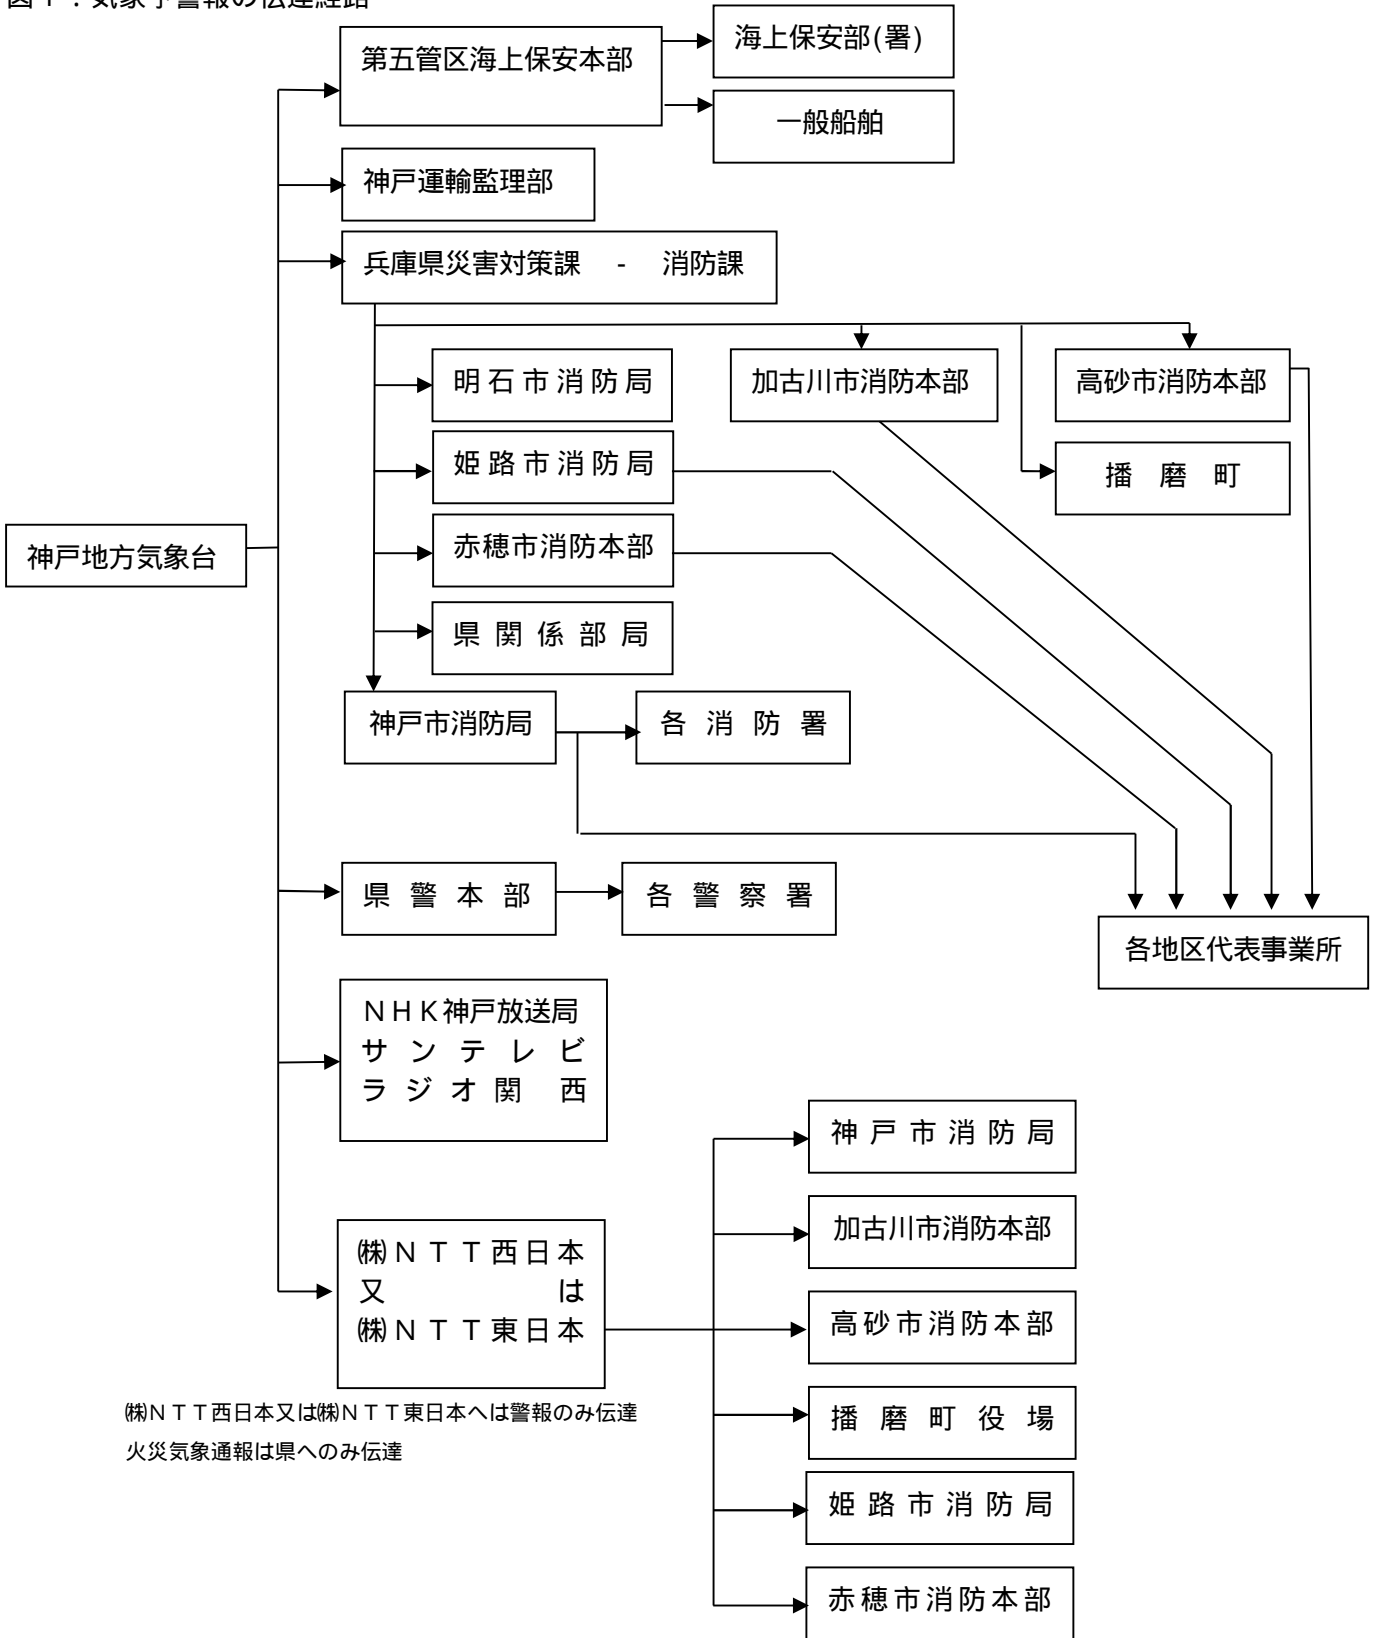 図1：気象予警報の伝達経路
第五管区海上保安本部
海上保安部(署)
一般船舶
神戸運輸監理部
兵庫県災害対策課　-　消防課
明石市消防局
加古川市消防本部
高砂市消防本部
姫路市消防局
播磨町
神戸地方気象台
赤穂市消防本部
県関係部局
神戸市消防局
各消防署
県警本部
各警察署
各地区代表事業所
ＮＨＫ神戸放送局
サンテレビ
ラジオ関西
神戸市消防局
加古川市消防本部
㈱ＮＴＴ西日本
又は
㈱ＮＴＴ東日本
高砂市消防本部
播磨町役場
姫路市消防局
赤穂市消防本部
㈱ＮＴＴ西日本又は㈱ＮＴＴ東日本へは警報のみ伝達
火災気象通報は県へのみ伝達